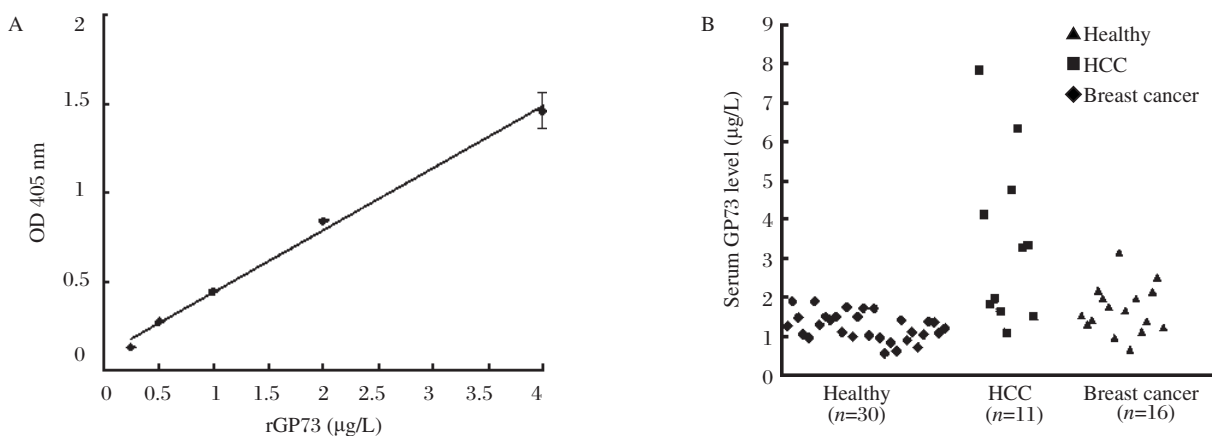 A
2
1.5
1
0.5
0
OD 405 nm
0 0.5 1 1.5 2 2.5 3 3.5 4
rGP73 (μg/L)
B
9
8
7
6
5
4
3
2
1
0
Serum GP73 level (μg/L)
Healthy
HCC
Breast cancer
Healthy HCC Breast cancer
(n=30) (n=11) (n=16)